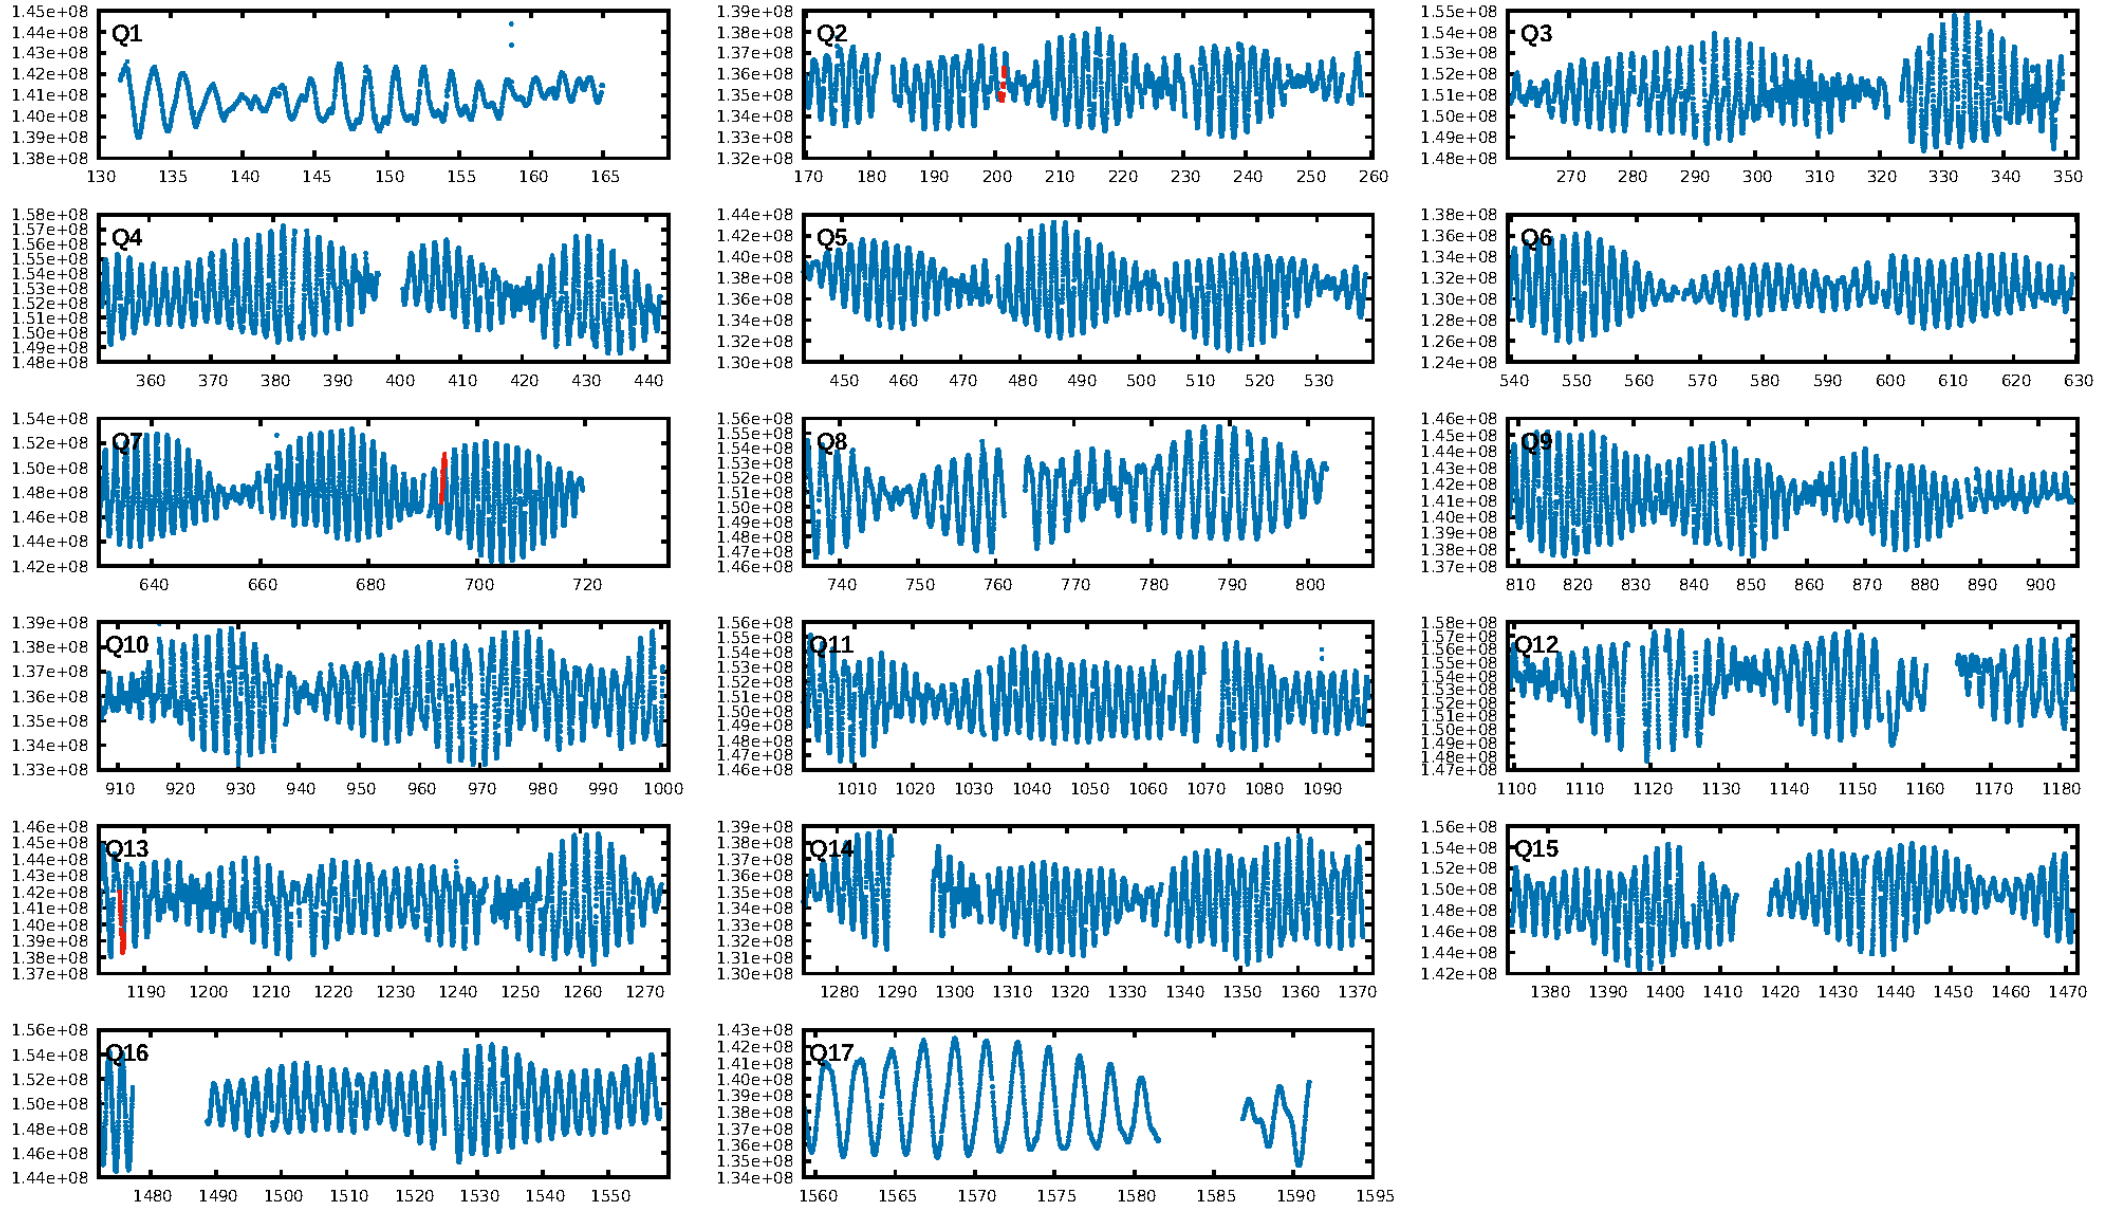 1.45e+08 1.44e+08 1.43e+08 1.42e+08 1.41e+08 1.40e+08 1.39e+08 1.38e+08
Q1
130 135 140 145 150 155 160 165
1.39e+08 1.38e+08 1.37e+08 1.36e+08 1.35e+08 1.34e+08 1.33e+08 1.32e+08
Q2
170 180 190 200 210 220 230 240 250 260
1.55e+08 1.54e+08 1.53e+08 1.52e+08 1.51e+08 1.50e+08 1.49e+08 1.48e+08
Q3
270 280 290 300 310 320 330 340 350
1.58e+08 1.57e+08 1.56e+08 1.55e+08 1.54e+08 1.53e+08 1.52e+08 1.51e+08 1.50e+08 1.49e+08 1.48e+08
Q4
360 370 380 390 400 410 420 430 440
1.44e+08 1.42e+08 1.40e+08 1.38e+08 1.36e+08 1.34e+08 1.32e+08 1.30e+08
Q5
450 460 470 480 490 500 510 520 530
1.38e+08 1.36e+08 1.34e+08 1.32e+08 1.30e+08 1.28e+08 1.26e+08 1.24e+08
Q6
540 550 560 570 580 590 600 610 620 630
1.54e+08 1.52e+08 1.50e+08 1.48e+08 1.46e+08 1.44e+08 1.42e+08
Q7
640 660 680 700 720
1.56e+08 1.55e+08 1.54e+08 1.53e+08 1.52e+08 1.51e+08 1.50e+08 1.49e+08 1.48e+08 1.47e+08 1.46e+08
Q8
740 750 760 770 780 790 800
1.46e+08 1.45e+08 1.44e+08 1.43e+08 1.42e+08 1.41e+08 1.40e+08 1.39e+08 1.38e+08 1.37e+08
Q9
810 820 830 840 850 860 870 880 890 900
1.39e+08 1.38e+08 1.37e+08 1.36e+08 1.35e+08 1.34e+08 1.33e+08
Q10
910 920 930 940 950 960 970 980 990 1000
1.56e+08 1.55e+08 1.54e+08 1.53e+08 1.52e+08 1.51e+08 1.50e+08 1.49e+08 1.48e+08 1.47e+08 1.46e+08
Q11
1010 1020 1030 1040 1050 1060 1070 1080 1090
1.58e+08 1.57e+08 1.56e+08 1.55e+08 1.54e+08 1.53e+08 1.52e+08 1.51e+08 1.50e+08 1.49e+08 1.48e+08 1.47e+08
Q12
1100 1110 1120 1130 1140 1150 1160 1170 1180
1.46e+08 1.45e+08 1.44e+08 1.43e+08 1.42e+08 1.41e+08 1.40e+08 1.39e+08 1.38e+08 1.37e+08
Q13
1190 1200 1210 1220 1230 1240 1250 1260 1270
1.39e+08 1.38e+08 1.37e+08 1.36e+08 1.35e+08 1.34e+08 1.33e+08 1.32e+08 1.31e+08 1.30e+08
Q14
1280 1290 1300 1310 1320 1330 1340 1350 1360 1370
1.56e+08 1.54e+08 1.52e+08 1.50e+08 1.48e+08 1.46e+08 1.44e+08 1.42e+08
Q15
1380 1390 1400 1410 1420 1430 1440 1450 1460 1470
1.56e+08 1.54e+08 1.52e+08 1.50e+08 1.48e+08 1.46e+08 1.44e+08
Q16
1480 1490 1500 1510 1520 1530 1540 1550
1.43e+08 1.42e+08 1.41e+08 1.40e+08 1.39e+08 1.38e+08 1.37e+08 1.36e+08 1.35e+08 1.34e+08
Q17
1560 1565 1570 1575 1580 1585 1590 1595